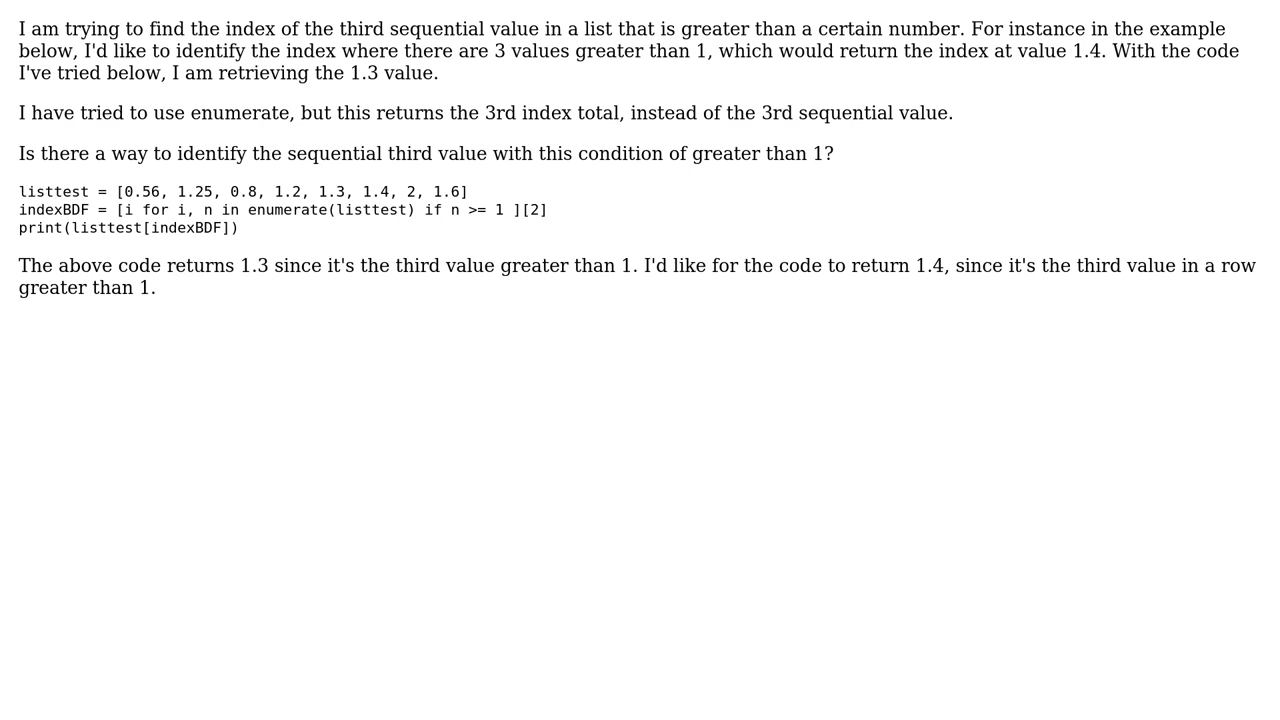 I am trying to find the index of the third sequential value in a list that is greater than a certain number. For instance in the example
below, I'd like to identify the index where there are 3 values greater than 1, which would return the index at value 1.4. With the code
I've tried below, I am retrieving the 1.3 value.
I have tried to use enumerate, but this returns the 3rd index total, instead of the 3rd sequential value.
Is there a way to identify the sequential third value with this condition of greater than 1?
listtest = [0.56, 1.25, 0.8, 1.2, 1.3, 1.4, 2, 1.6]
indexBDF = [i for i, n in enumerate(listtest) if n >= 1 ][2]
print(listtest[indexBDF])
The above code returns 1.3 since it's the third value greater than 1. I'd like for the code to return 1.4, since it's the third value in a row
greater than 1.